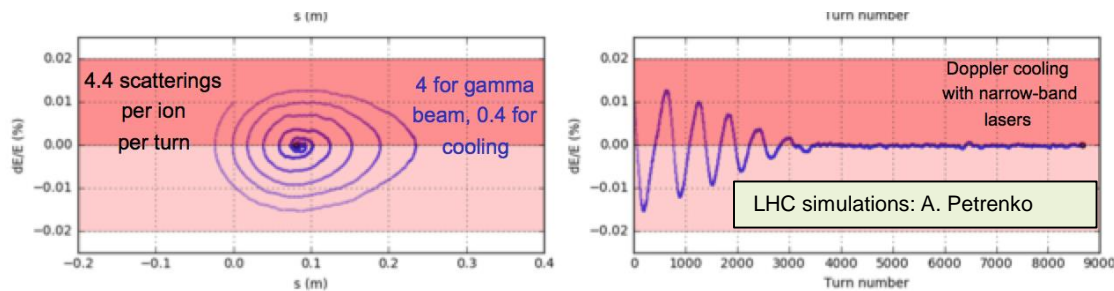 s (m)
Turn number
0.02
0.01
0.00
−0.01
−0.02
dE/E (%)
4.4 scatterings
per ion
per turn
4 for gamma
beam, 0.4 for
cooling
−0.2
−0.1
0.0
0.1
0.2
0.3
0.4
s (m)
0.02
0.01
0.00
−0.01
−0.02
dE/E (%)
Doppler cooling
with narrow-band
lasers
LHC simulations: A. Petrenko
0
1000
2000
3000
4000
5000
6000
7000
8000
9000
Turn number